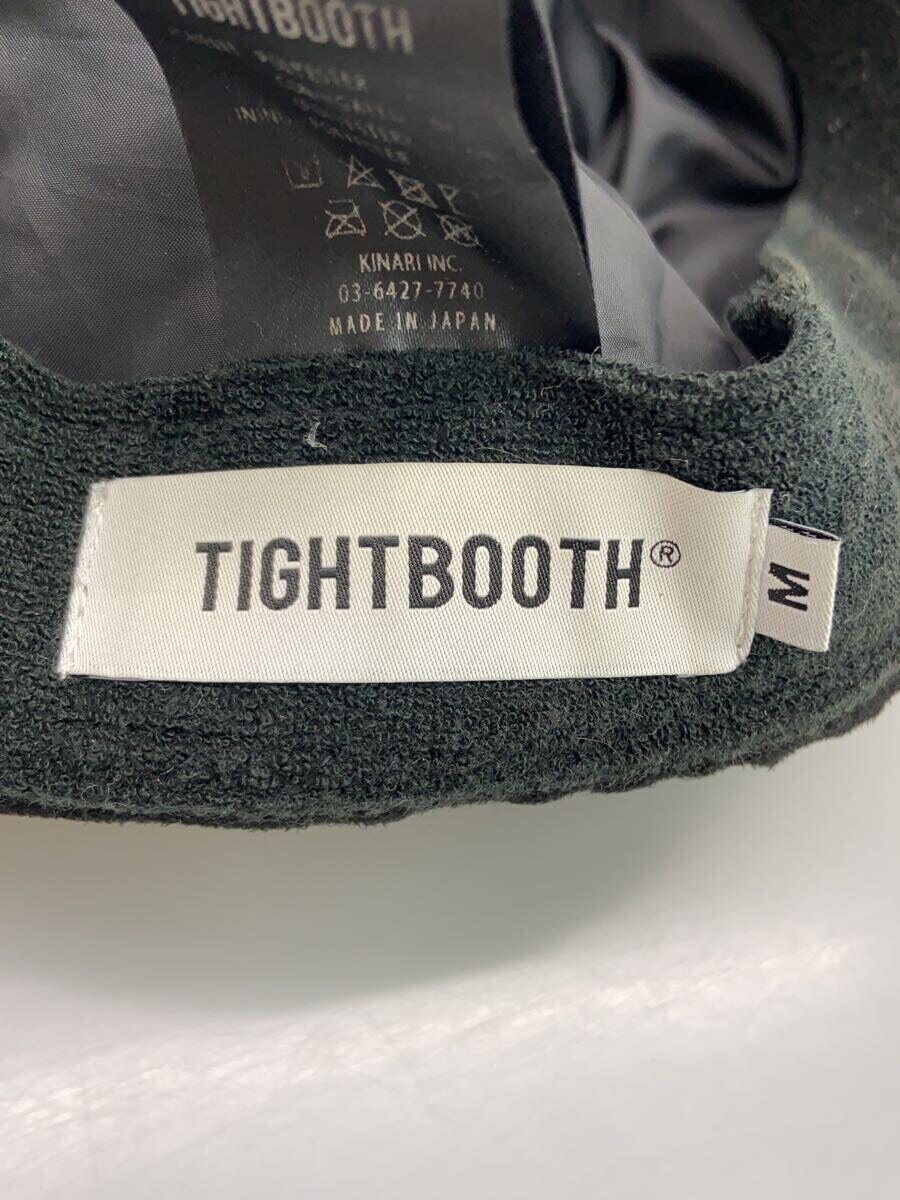 TIGHTBOOTH
KINARI INC.
03-6427-7740
MADE IN JAPAN
TIGHTBOOTH®
M